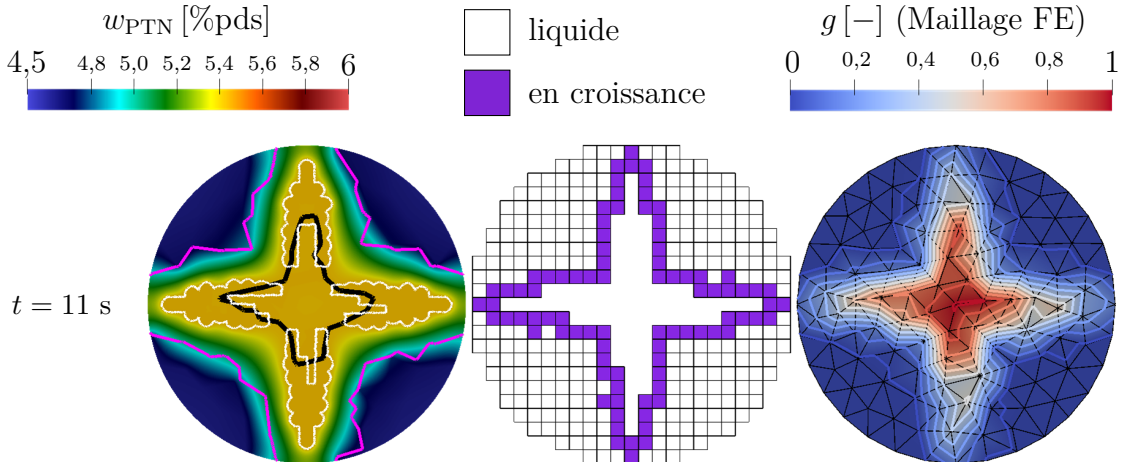 w_PTN [%pds]
4,5 4,8 5,0 5,2 5,4 5,6 5,8 6
liquide
en croissance
g [−] (Maillage FE)
0 0,2 0,4 0,6 0,8 1
t = 11 s